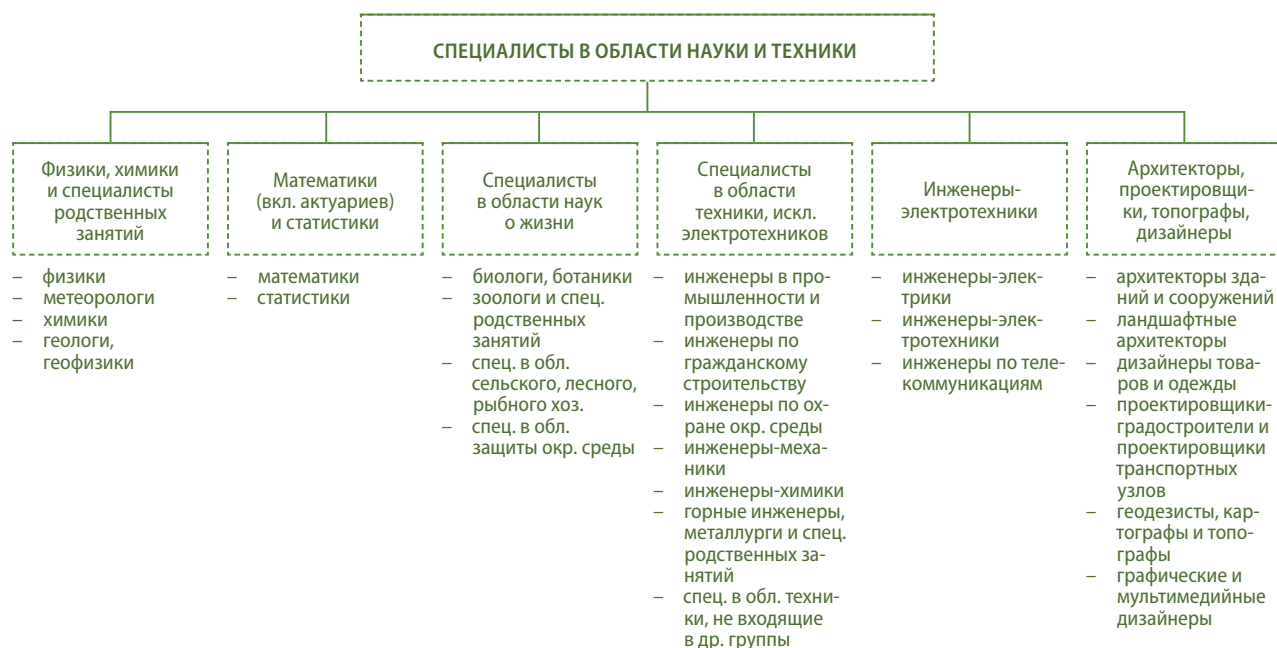 СПЕЦИАЛИСТЫ В ОБЛАСТИ НАУКИ И ТЕХНИКИ
Физики, химики
и специалисты
родственных
занятий
– физики
– метеорологи
– химики
– геологи,
геофизики
Математики
(вкл. актуариев)
и статистики
– математики
– статистики
Специалисты
в области наук
о жизни
– биологи, ботаники
– зоологи и спец.
родственных
занятий
– спец. в обл.
сельского, лесного,
рыбного хоз.
– спец. в обл.
защиты окр. среды
Специалисты
в области
техники, искл.
электротехников
– инженеры в про-
мышленности и
производстве
– инженеры по
гражданскому
строительству
– инженеры по ох-
ране окр. среды
– инженеры-меха-
ники
– инженеры-химики
– горные инженеры,
металлурги и спец.
родственных за-
нятий
– спец. в обл. техни-
ки, не входящие
в др. группы
Инженеры-
электротехники
– инженеры-элек-
трики
– инженеры-элек-
тротехники
– инженеры по теле-
коммуникациям
Архитекторы,
проектировщи-
ки, топографы,
дизайнеры
– архитекторы зда-
ний и сооружений
– ландшафтные
архитекторы
– дизайнеры това-
ров и одежды
– проектировщики-
градостроители и
проектировщики
транспортных
узлов
– геодезисты, кар-
тографы и топо-
графы
– графические и
мультимедийные
дизайнеры